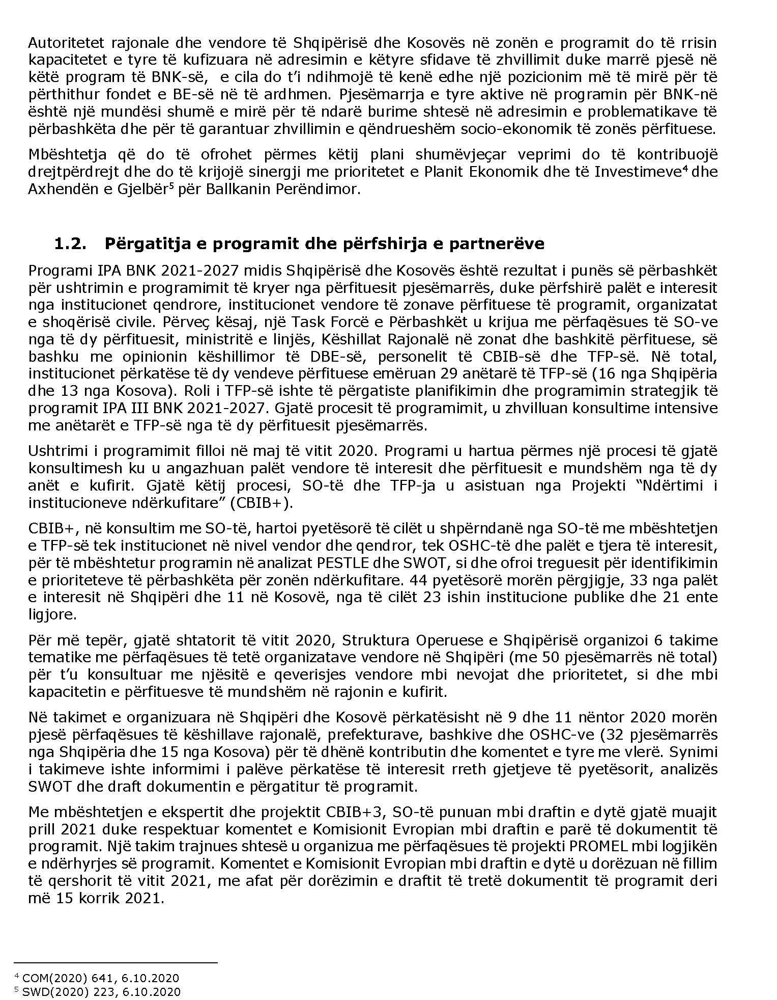 Autoritetet rajonale dhe vendore të Shqipërisë dhe Kosovës në zonën e programit do të rrisin
kapacitetet e tyre të kufizuara në adresimin e këtyre sfidave të zhvillimit duke marrë pjesë në
këtë program të BNK-së,  e cila do t’i ndihmojë të kenë edhe një pozicionim më të mirë për të
përthithur fondet e BE-së në të ardhmen. Pjesëmarrja e tyre aktive në programin për BNK-në
është një mundësi shumë e mirë për të ndarë burime shtesë në adresimin e problematikave të
përbashkëta dhe për të garantuar zhvillimin e qëndrueshëm socio-ekonomik të zonës përfituese.
Mbështetja që do të ofrohet përmes këtij plani shumëvjeçar veprimi do të kontribuojë
drejtpërdrejt dhe do të krijojë sinergji me prioritetet e Planit Ekonomik dhe të Investimeve⁴ dhe
Axhendën e Gjelbër⁵ për Ballkanin Perëndimor.
1.2. Përgatitja e programit dhe përfshirja e partnerëve
Programi IPA BNK 2021-2027 midis Shqipërisë dhe Kosovës është rezultat i punës së përbashkët
për ushtrimin e programimit të kryer nga përfituesit pjesëmarrës, duke përfshirë palët e interesit
nga institucionet qendrore, institucionet vendore të zonave përfituese të programit, organizatat
e shoqërisë civile. Përveç kësaj, një Task Forcë e Përbashkët u krijua me përfaqësues të SO-ve
nga të dy përfituesit, ministritë e linjës, Këshillat Rajonalë në zonat dhe bashkitë përfituese, së
bashku me opinionin këshillimor të DBE-së, personelit të CBIB-së dhe TFP-së. Në total,
institucionet përkatëse të dy vendeve përfituese emëruan 29 anëtarë të TFP-së (16 nga Shqipëria
dhe 13 nga Kosova). Roli i TFP-së ishte të përgatiste planifikimin dhe programimin strategjik të
programit IPA III BNK 2021-2027. Gjatë procesit të programimit, u zhvilluan konsultime intensive
me anëtarët e TFP-së nga të dy përfituesit pjesëmarrës.
Ushtrimi i programimit filloi në maj të vitit 2020. Programi u hartua përmes një procesi të gjatë
konsultimesh ku u angazhuan palët vendore të interesit dhe përfituesit e mundshëm nga të dy
anët e kufirit. Gjatë këtij procesi, SO-të dhe TFP-ja u asistuan nga Projekti “Ndërtimi i
institucioneve ndërkufitare” (CBIB+).
CBIB+, në konsultim me SO-të, hartoi pyetësorë të cilët u shpërndanë nga SO-të me mbështetjen
e TFP-së tek institucionet në nivel vendor dhe qendror, tek OSHC-të dhe palët e tjera të interesit,
për të mbështetur programin në analizat PESTLE dhe SWOT, si dhe ofroi treguesit për identifikimin
e prioriteteve të përbashkëta për zonën ndërkufitare. 44 pyetësorë morën përgjigje, 33 nga palët
e interesit në Shqipëri dhe 11 në Kosovë, nga të cilët 23 ishin institucione publike dhe 21 ente
ligjore.
Për më tepër, gjatë shtatorit të vitit 2020, Struktura Operuese e Shqipërisë organizoi 6 takime
tematike me përfaqësues të tetë organizatave vendore në Shqipëri (me 50 pjesëmarrës në total)
për t’u konsultuar me njësitë e qeverisjes vendore mbi nevojat dhe prioritetet, si dhe mbi
kapacitetin e përfituesve të mundshëm në rajonin e kufirit.
Në takimet e organizuara në Shqipëri dhe Kosovë përkatësisht në 9 dhe 11 nëntor 2020 morën
pjesë përfaqësues të këshillave rajonalë, prefekturave, bashkive dhe OSHC-ve (32 pjesëmarrës
nga Shqipëria dhe 15 nga Kosova) për të dhënë kontributin dhe komentet e tyre me vlerë. Synimi
i takimeve ishte informimi i palëve përkatëse të interesit rreth gjetjeve të pyetësorit, analizës
SWOT dhe draft dokumentin e përgatitur të programit.
Me mbështetjen e ekspertit dhe projektit CBIB+3, SO-të punuan mbi draftin e dytë gjatë muajit
prill 2021 duke respektuar komentet e Komisionit Evropian mbi draftin e parë të dokumentit të
programit. Një takim trajnues shtesë u organizua me përfaqësues të projekti PROMEL mbi logjikën
e ndërhyrjes së programit. Komentet e Komisionit Evropian mbi draftin e dytë u dorëzuan në fillim
të qershorit të vitit 2021, me afat për dorëzimin e draftit të tretë dokumentit të programit deri
më 15 korrik 2021.
⁴ COM(2020) 641, 6.10.2020
⁵ SWD(2020) 223, 6.10.2020